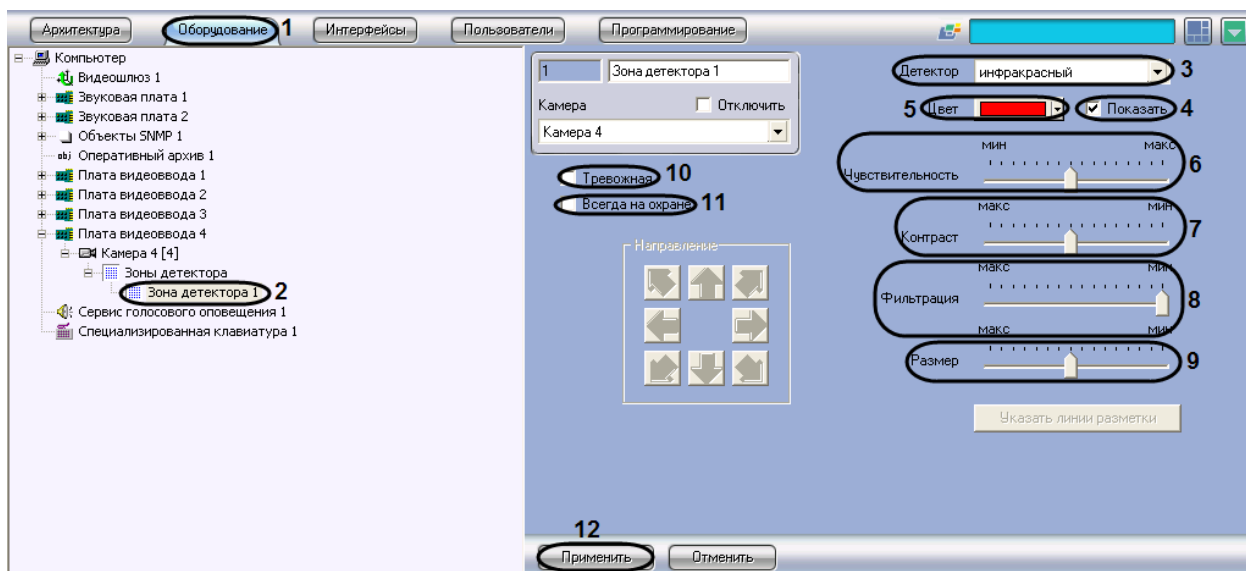 Архитектура Оборудование 1 Интерфейсы Пользователи Программирование
Компьютер
Видеошлюз 1
Звуковая плата 1
Звуковая плата 2
Объекты SNMP 1
obj Оперативный архив 1
Плата видеоввода 1
Плата видеоввода 2
Плата видеоввода 3
Плата видеоввода 4
Камера 4 [4]
Зоны детектора
Зона детектора 1 2
Сервис голосового оповещения 1
Специализированная клавиатура 1
1 Зона детектора 1
Камера Отключить
Камера 4
Тревожная 10
Всегда на охране 11
Направление
Детектор инфракрасный 3
5 Цвет Показать 4
мин макс
Чувствительность 6
макс мин
Контраст 7
макс мин
Фильтрация 8
макс мин
Размер 9
Указать линии разметки
12
Применить Отменить